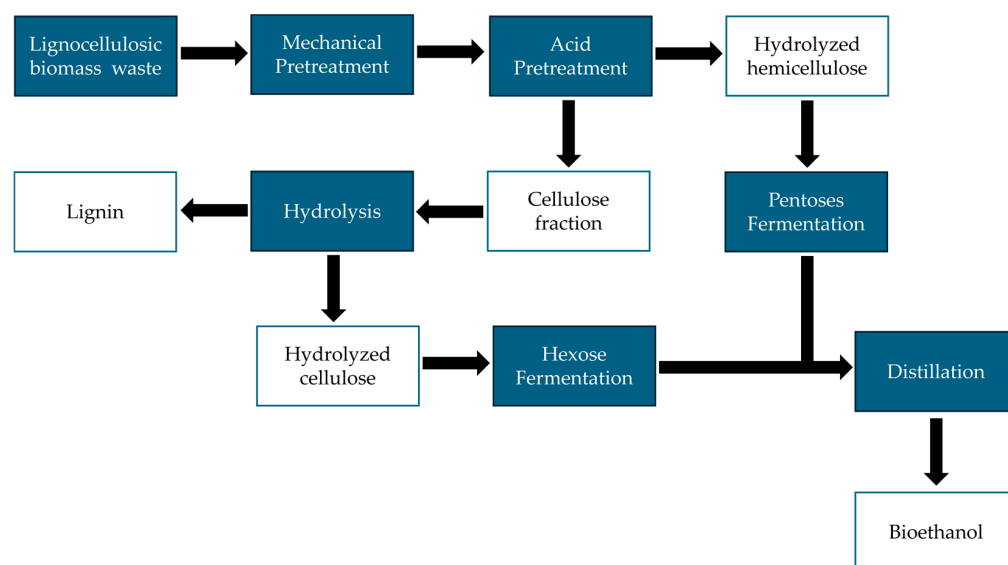 Lignocellulosic
biomass waste
Mechanical
Pretreatment
Acid
Pretreatment
Hydrolyzed
hemicellulose
Lignin
Hydrolysis
Cellulose
fraction
Pentoses
Fermentation
Hydrolyzed
cellulose
Hexose
Fermentation
Distillation
Bioethanol